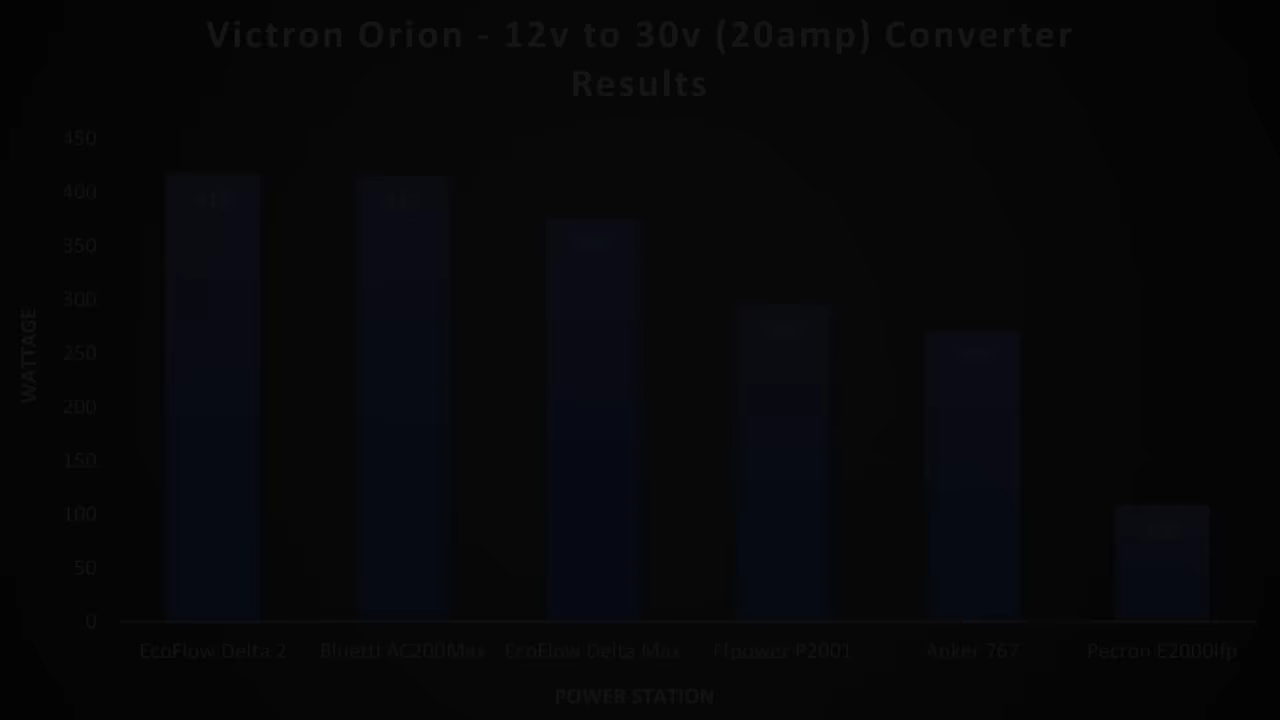 Victron Orion - 12v to 30v (20amp) Converter
Results
450
400
350
300
250
200
150
100
50
0
WATTAGE
EcoFlow Delta 2
Bluetti AC200Max
EcoFlow Delta Max
Flpower P2001
Anker 767
Pecron E2000lfp
POWER STATION